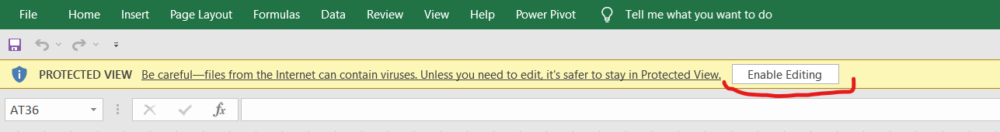 File Home Insert Page Layout Formulas Data Review View Help Power Pivot Tell me what you want to do
PROTECTED VIEW Be careful—files from the Internet can contain viruses. Unless you need to edit, it's safer to stay in Protected View. Enable Editing
AT36 fx